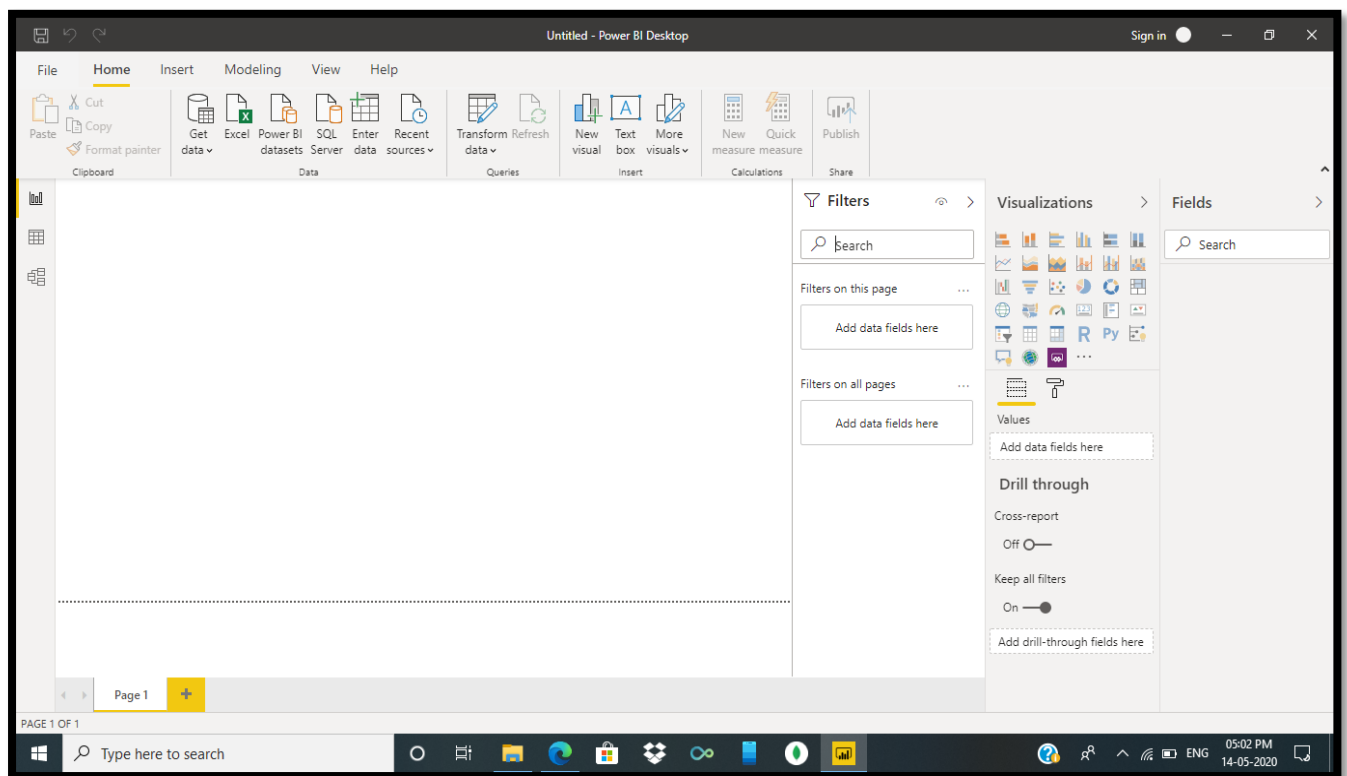 Untitled - Power BI Desktop
Sign in
File Home Insert Modeling View Help
Paste
Cut
Copy
Format painter
Clipboard
Get data
Excel
Power BI datasets
SQL Server
Enter data
Recent sources
Data
Transform data
Refresh
Queries
New visual
Text box
More visuals
Insert
New measure
Quick measure
Calculations
Publish
Share
Filters
Search
Filters on this page
Add data fields here
Filters on all pages
Add data fields here
Visualizations
123
R Py
Values
Add data fields here
Drill through
Cross-report
Off
Keep all filters
On
Add drill-through fields here
Fields
Search
Page 1
PAGE 1 OF 1
Type here to search
ENG
05:02 PM
14-05-2020